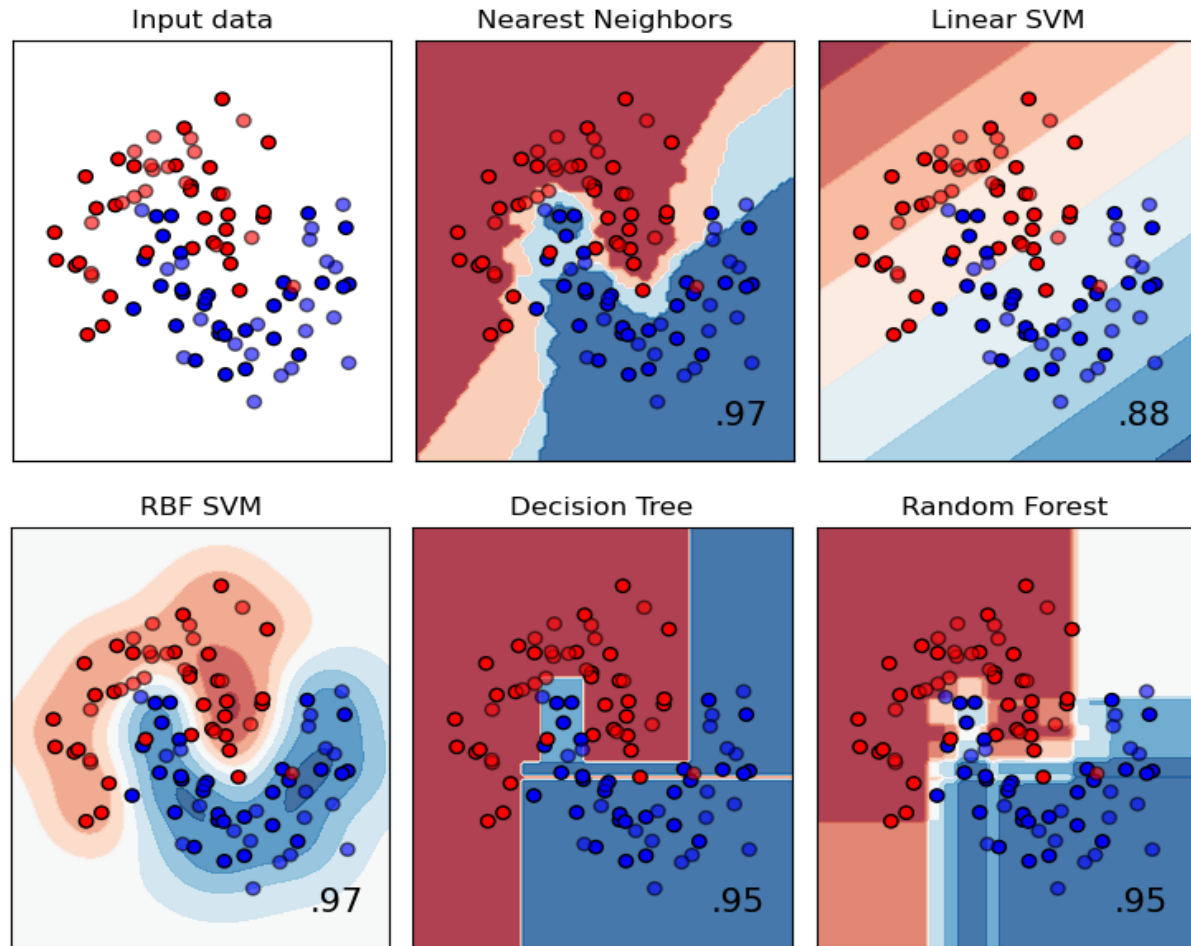 Input data
Nearest Neighbors
Linear SVM
.97
.88
RBF SVM
Decision Tree
Random Forest
.97
.95
.95